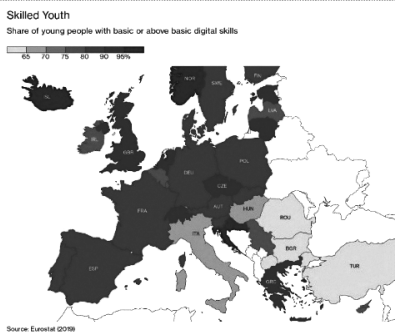 Skilled Youth
Share of young people with basic or above basic digital skills
65 70 75 80 90 95%
NOR
SWE
FIN
LVA
IRL
GBR
POL
DEU
CZE
AUT
HUN
FRA
ROU
ITA
BGR
ESP
TUR
GRC
Source: Eurostat (2019)